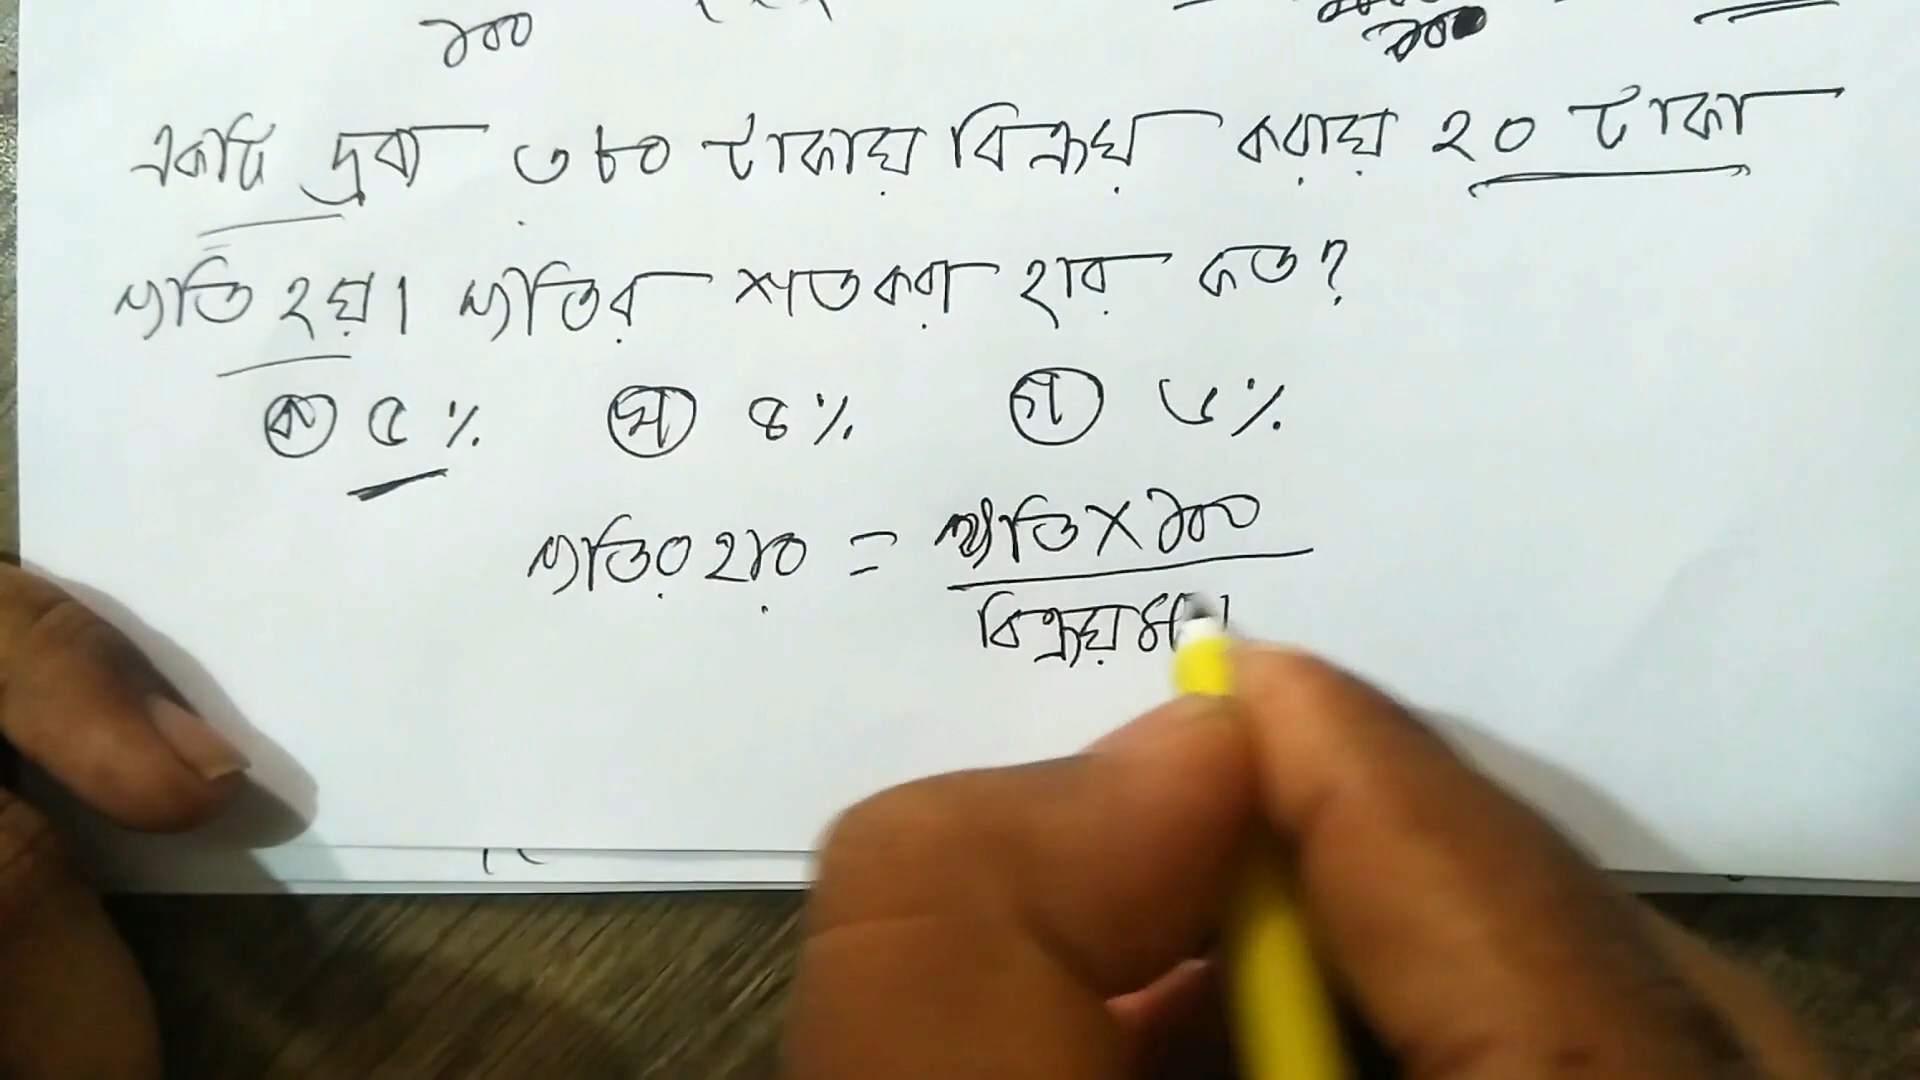 ১০০
১০
একটি দ্রব্য ৩৮০ টাকায় বিক্রয় করায় ২০ টাকা
ক্ষতি হয়। ক্ষতির শতকরা হার কত?
ক ৫% খ ৪% গ ৬%
ক্ষতির হার = ক্ষতি × ১০০
বিক্রয়